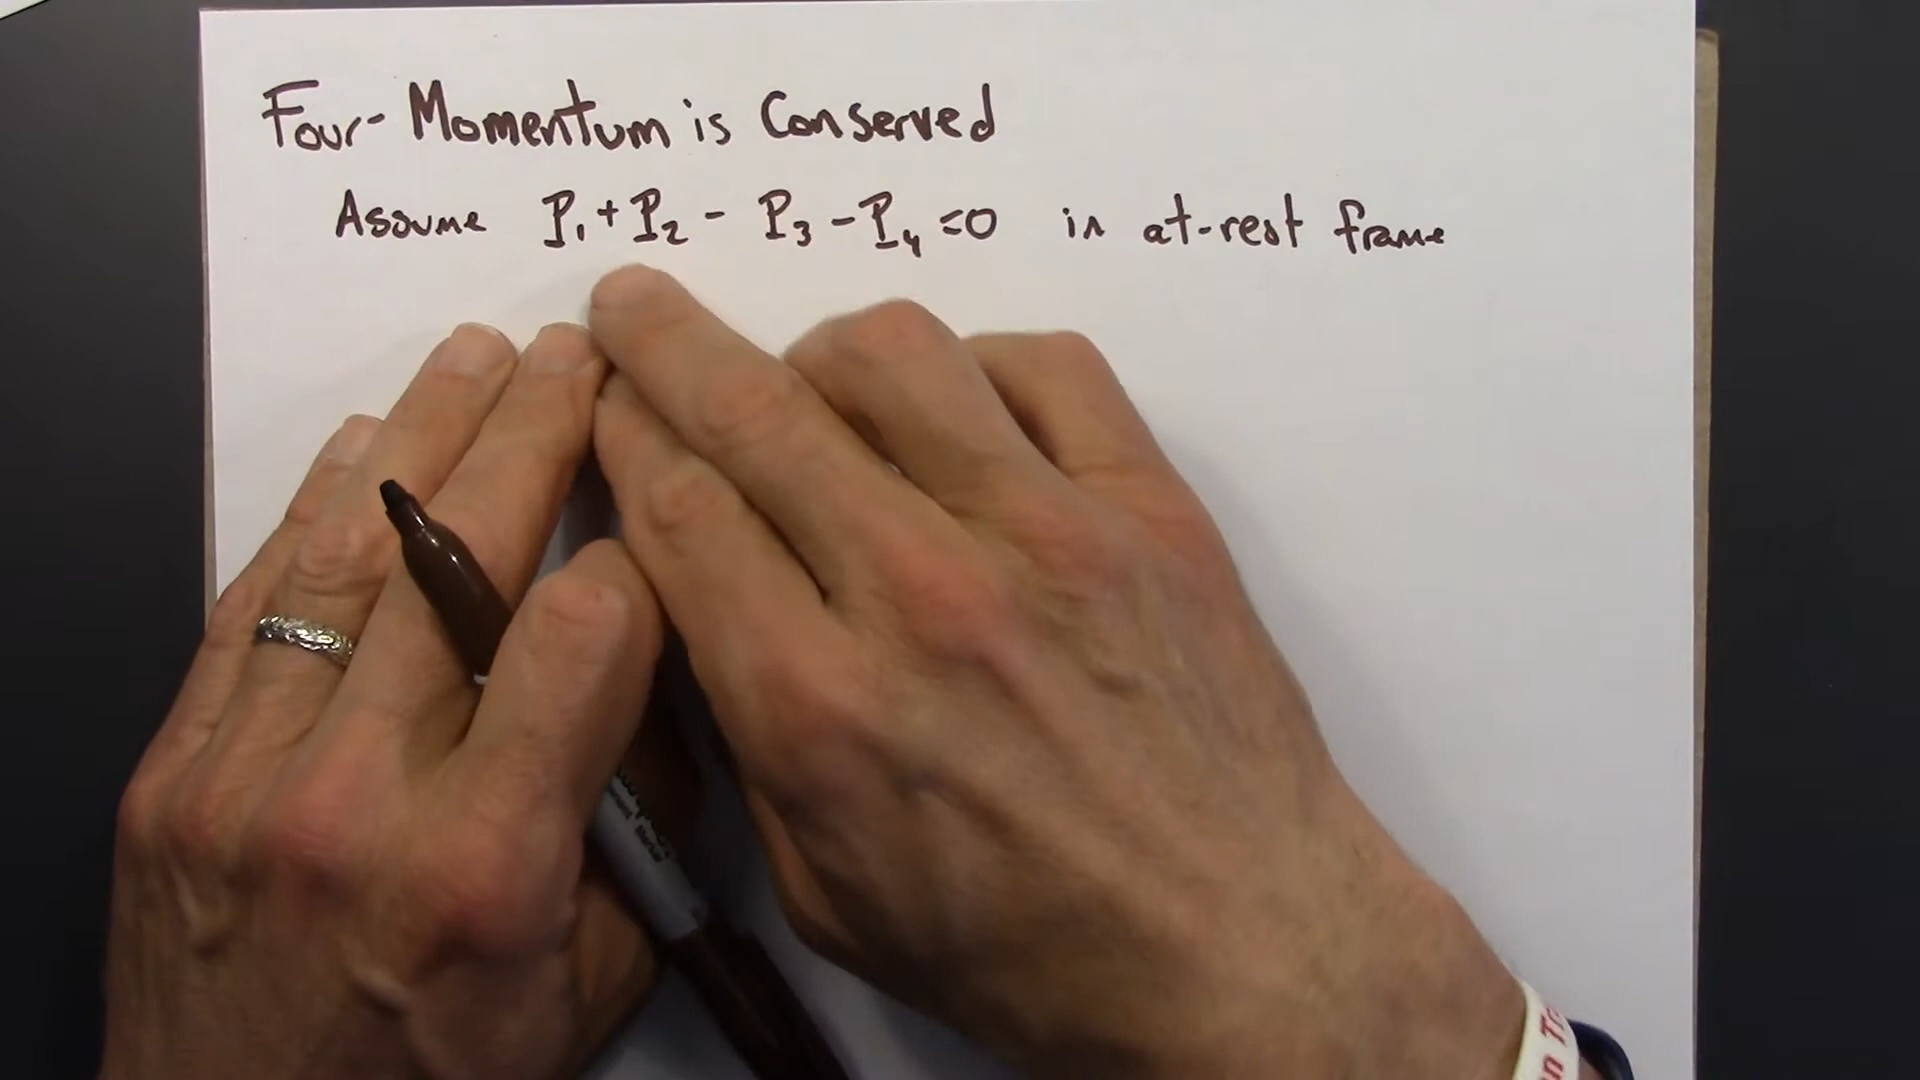 Four-Momentum is Conserved
Assume P₁ + P₂ - P₃ - P₄ = 0 in at-rest frame